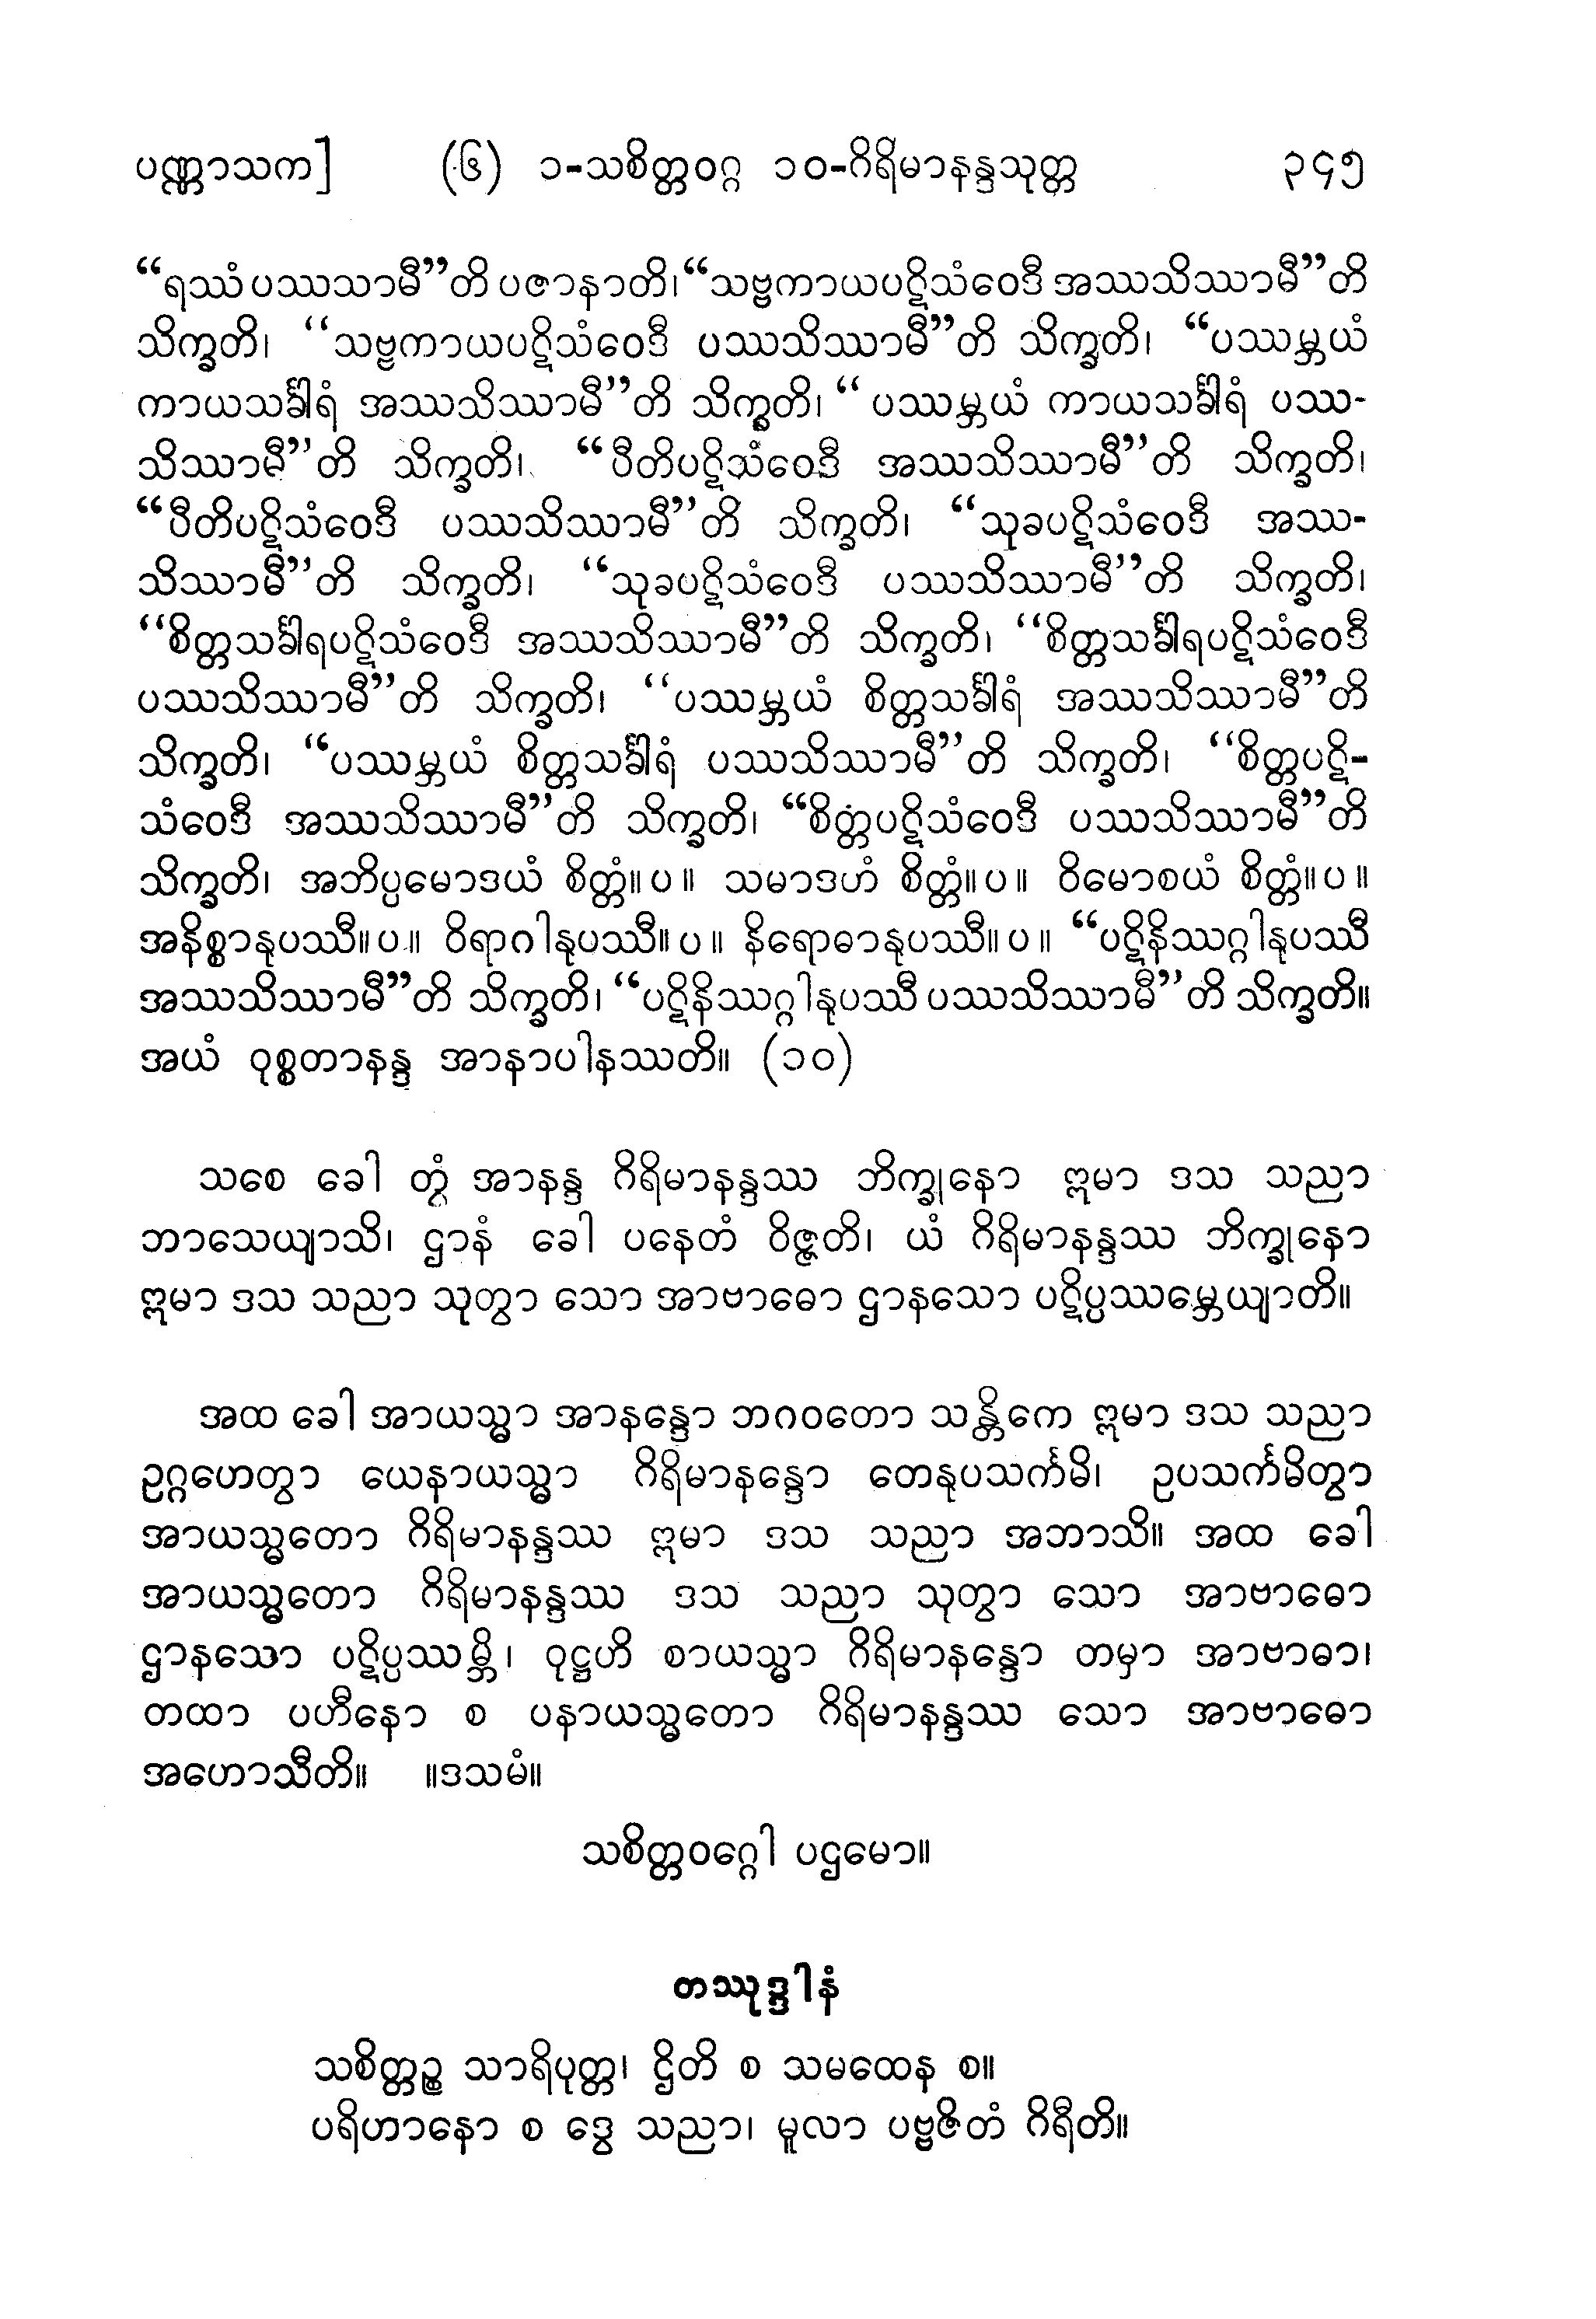 ပဏ္ဏာသက] (၆) ၁-သစိတ္တဝဂ္ဂ ၁၀-ဂိရိမာနန္ဒသုတ္တ ၃၄၅
“ရဿံ ပဿသာမီ”တိ ပဇာနာတိ၊ “သဗ္ဗကာယပဋိသံဝေဒီ အဿသိဿာမီ”တိ
သိက္ခတိ၊ “သဗ္ဗကာယပဋိသံဝေဒီ ပဿသိဿာမီ”တိ သိက္ခတိ၊ “ပဿမ္ဘယံ
ကာယသင်္ခါရံ အဿသိဿာမီ”တိ သိက္ခတိ၊ “ပဿမ္ဘယံ ကာယသင်္ခါရံ ပဿ-
သိဿာမီ”တိ သိက္ခတိ၊ “ပီတိပဋိသံဝေဒီ အဿသိဿာမီ”တိ သိက္ခတိ၊
“ပီတိပဋိသံဝေဒီ ပဿသိဿာမီ”တိ သိက္ခတိ၊ “သုခပဋိသံဝေဒီ အဿ-
သိဿာမီ”တိ သိက္ခတိ၊ “သုခပဋိသံဝေဒီ ပဿသိဿာမီ”တိ သိက္ခတိ၊
“စိတ္တသင်္ခါရပဋိသံဝေဒီ အဿသိဿာမီ”တိ သိက္ခတိ၊ “စိတ္တသင်္ခါရပဋိသံဝေဒီ
ပဿသိဿာမီ”တိ သိက္ခတိ၊ “ပဿမ္ဘယံ စိတ္တသင်္ခါရံ အဿသိဿာမီ”တိ
သိက္ခတိ၊ “ပဿမ္ဘယံ စိတ္တသင်္ခါရံ ပဿသိဿာမီ”တိ သိက္ခတိ၊ “စိတ္တပဋိ-
သံဝေဒီ အဿသိဿာမီ”တိ သိက္ခတိ၊ “စိတ္တပဋိသံဝေဒီ ပဿသိဿာမီ”တိ
သိက္ခတိ၊ အဘိပ္ပမောဒယံ စိတ္တံ။ပ။ သမာဒဟံ စိတ္တံ။ပ။ ဝိမောစယံ စိတ္တံ။ပ။
အနိစ္စာနုပဿီ။ပ။ ဝိရာဂါနုပဿီ။ပ။ နိရောဓာနုပဿီ။ပ။ “ပဋိနိဿဂ္ဂါနုပဿီ
အဿသိဿာမီ”တိ သိက္ခတိ၊ “ပဋိနိဿဂ္ဂါနုပဿီ ပဿသိဿာမီ”တိ သိက္ခတိ။
အယံ ဝုစ္စတာနန္ဒ အာနာပါနဿတိ။ (၁၀)
သစေ ခေါ တွံ အာနန္ဒ ဂိရိမာနန္ဒဿ ဘိက္ခုနော ဣမာ ဒသ သညာ
ဘာသေယျာသိ၊ ဌာနံ ခေါ ပနေတံ ဝိဇ္ဇတိ၊ ယံ ဂိရိမာနန္ဒဿ ဘိက္ခုနော
ဣမာ ဒသ သညာ သုတွာ သော အာဗာဓော ဌာနသော ပဋိပ္ပဿမ္ဘေယျာတိ။
အထ ခေါ အာယသ္မာ အာနန္ဒော ဘဂဝတော သန္တိကေ ဣမာ ဒသ သညာ
ဥဂ္ဂဟေတွာ ယေနာယသ္မာ ဂိရိမာနန္ဒော တေနုပသင်္ကမိ၊ ဥပသင်္ကမိတွာ
အာယသ္မတော ဂိရိမာနန္ဒဿ ဣမာ ဒသ သညာ အဘာသိ။ အထ ခေါ
အာယသ္မတော ဂိရိမာနန္ဒဿ ဒသ သညာ သုတွာ သော အာဗာဓော
ဌာနသော ပဋိပ္ပဿမ္ဘိ၊ ဝုဋ္ဌဟိ စာယသ္မာ ဂိရိမာနန္ဒော တမှာ အာဗာဓာ၊
တထာ ပဟီနော စ ပနာယသ္မတော ဂိရိမာနန္ဒဿ သော အာဗာဓော
အဟောသီတိ။ ။ဒသမံ။
သစိတ္တဝဂ္ဂေါ ပဌမော။
တဿုဒ္ဒါနံ
သစိတ္တဉ္စ သာရိပုတ္တ၊ ဌိတိ စ သမထေန စ။
ပရိဟာနော စ ဒွေ သညာ၊ မူလာ ပဗ္ဗဇိတံ ဂိရီတိ။